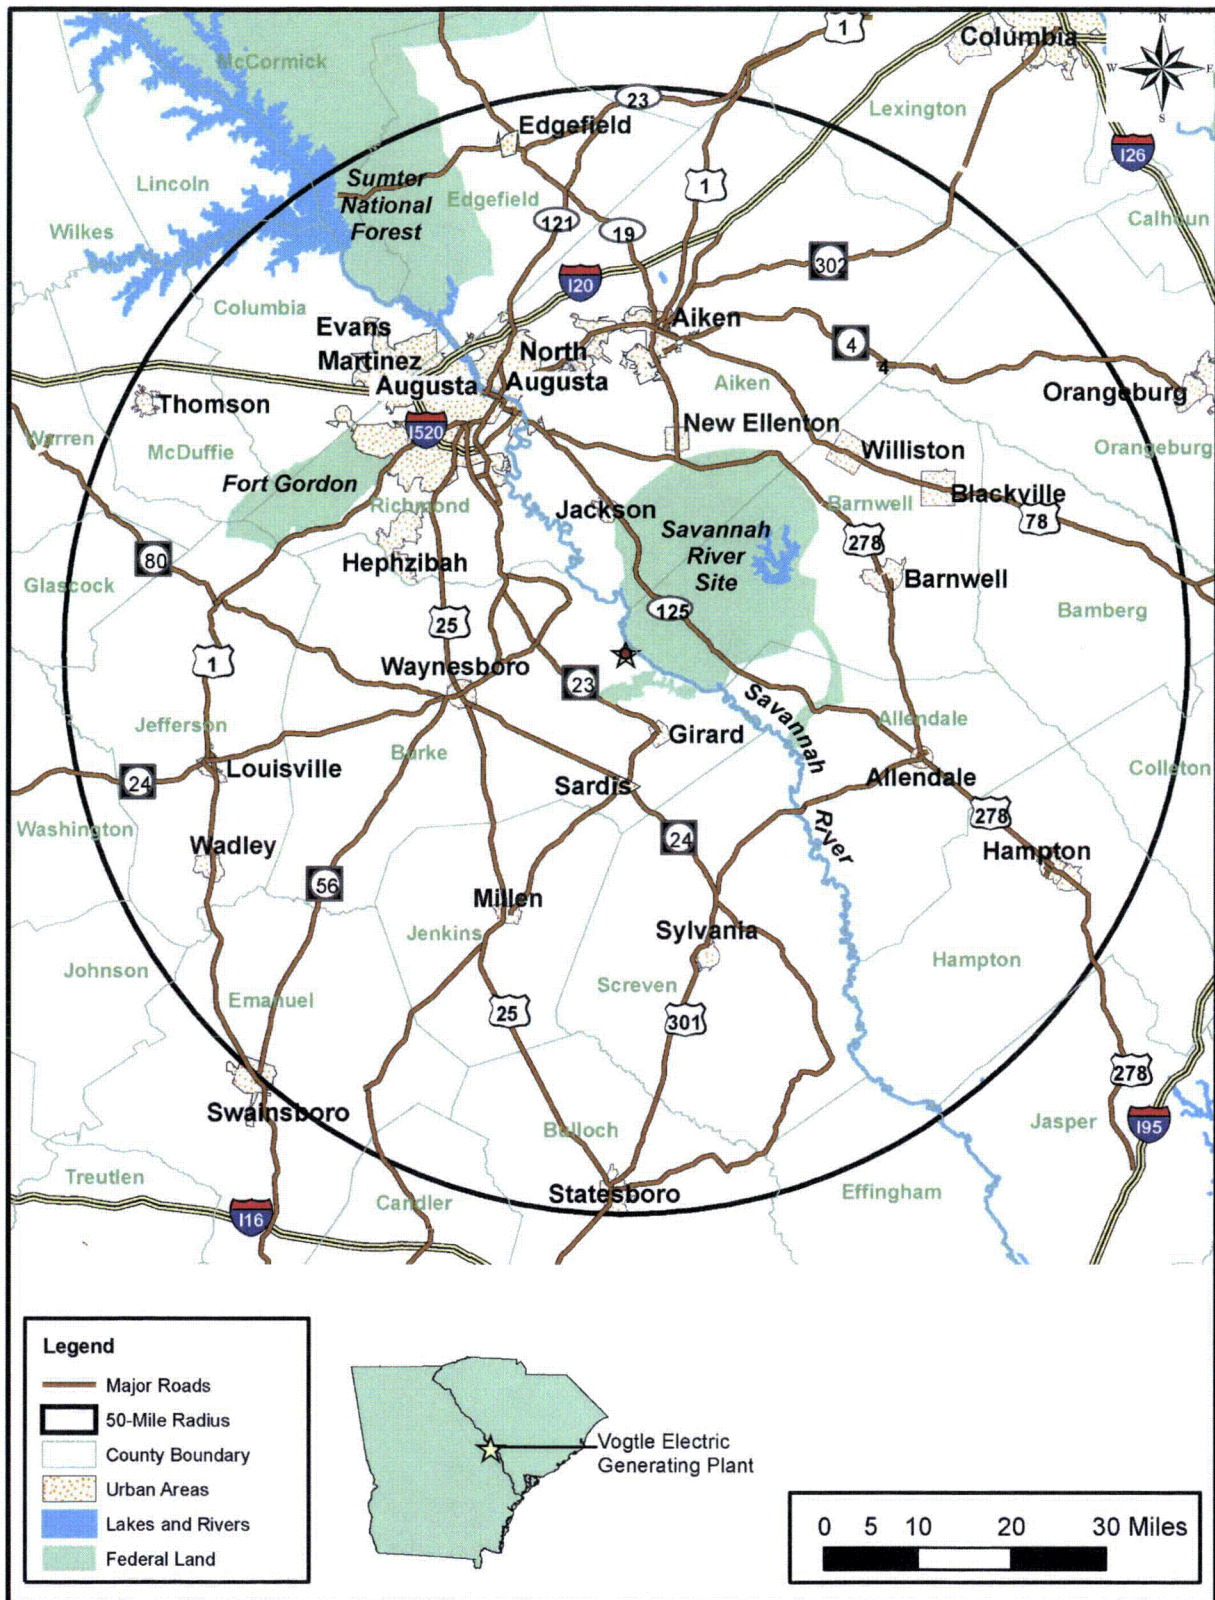 1
Columbia
N
W
E
S
McCormick
23
Lexington
Edgefield
I26
Sumter
National
Forest
Lincoln
Edgefield
1
Wilkes
121
19
Calhoun
302
I20
Columbia
Evans
Martinez
Augusta
North
Augusta
Aiken
4
4
Aiken
Orangeburg
Thomson
I520
New Ellenton
Warren
McDuffie
Williston
Orangeburg
Fort Gordon
Richmond
Jackson
Blackville
Barnwell
78
Savannah
River
Site
278
80
Hephzibah
Barnwell
Glascock
125
Bamberg
25
1
Waynesboro
23
Savannah
River
Jefferson
Girard
Allendale
Burke
24
Louisville
Sardis
Allendale
Colleton
Washington
Wadley
24
278
Hampton
56
Millen
Jenkins
Sylvania
Johnson
Hampton
Emanuel
Screven
25
301
278
Swainsboro
Bulloch
Jasper
I95
Treutlen
Candler
Statesboro
Effingham
I16
Legend
Major Roads
50-Mile Radius
County Boundary
Urban Areas
Lakes and Rivers
Federal Land
Vogtle Electric
Generating Plant
0 5 10 20 30 Miles